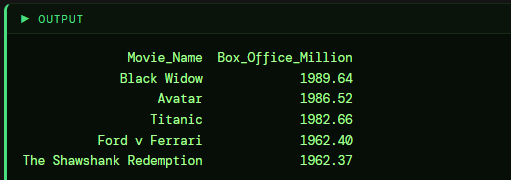 ▶ OUTPUT
Movie_Name Box_Office_Million
Black Widow 1989.64
Avatar 1986.52
Titanic 1982.66
Ford v Ferrari 1962.40
The Shawshank Redemption 1962.37